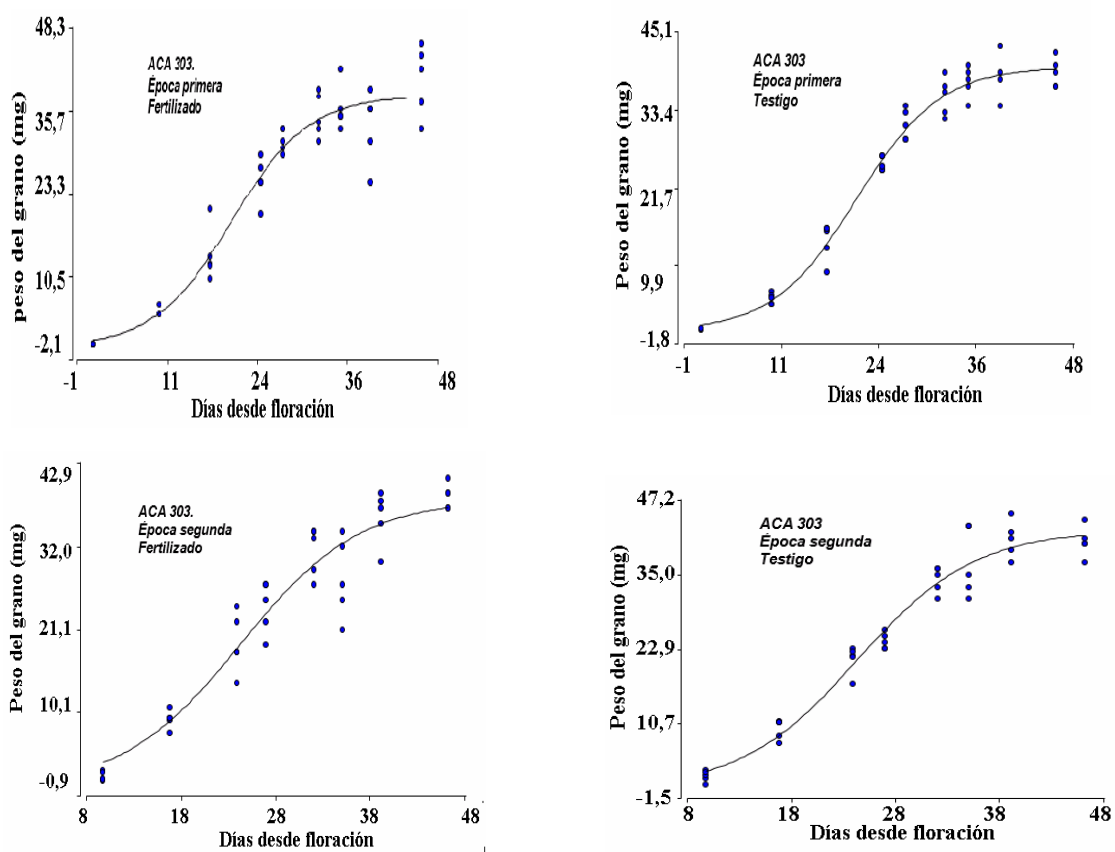 48,3
35,7
23,3
10,5
-2,1
peso del grano (mg)
ACA 303.
Época primera
Fertilizado
-1 11 24 36 48
Días desde floración
45,1
33,4
21,7
9,9
-1,8
Peso del grano (mg)
ACA 303
Época primera
Testigo
-1 11 24 36 48
Días desde floración
42,9
32,0
21,1
10,1
-0,9
Peso del grano (mg)
ACA 303.
Época segunda
Fertilizado
8 18 28 38 48
Días desde floración
47,2
35,0
22,9
10,7
-1,5
Peso del grano (mg)
ACA 303
Época segunda
Testigo
8 18 28 38 48
Días desde floración